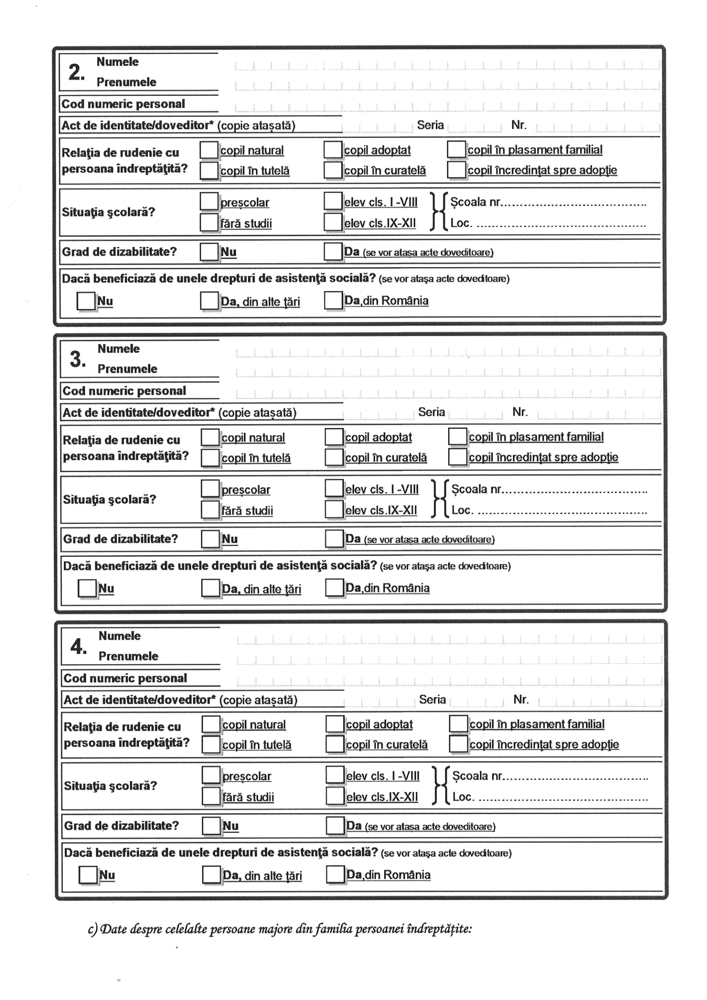 2. Numele
Prenumele
Cod numeric personal
Act de identitate/doveditor* (copie atașată) Seria Nr.
Relaţia de rudenie cu persoana îndreptăţită?
copil natural copil adoptat copil în plasament familial
copil în tutelă copil în curatelă copil încredinţat spre adopţie
Situaţia şcolară?
preşcolar elev cls. I -VIII Școala nr......................................
fără studii elev cls.IX-XII Loc. ...........................................
Grad de dizabilitate? Nu Da (se vor atasa acte doveditoare)
Dacă beneficiază de unele drepturi de asistenţă socială? (se vor ataşa acte doveditoare)
Nu Da, din alte ţări Da,din România
3. Numele
Prenumele
Cod numeric personal
Act de identitate/doveditor* (copie atașată) Seria Nr.
Relaţia de rudenie cu persoana îndreptăţită?
copil natural copil adoptat copil în plasament familial
copil în tutelă copil în curatelă copil încredinţat spre adopţie
Situaţia şcolară?
preşcolar elev cls. I -VIII Școala nr......................................
fără studii elev cls.IX-XII Loc. ...........................................
Grad de dizabilitate? Nu Da (se vor atasa acte doveditoare)
Dacă beneficiază de unele drepturi de asistenţă socială? (se vor ataşa acte doveditoare)
Nu Da, din alte ţări Da,din România
4. Numele
Prenumele
Cod numeric personal
Act de identitate/doveditor* (copie atașată) Seria Nr.
Relaţia de rudenie cu persoana îndreptăţită?
copil natural copil adoptat copil în plasament familial
copil în tutelă copil în curatelă copil încredinţat spre adopţie
Situaţia şcolară?
preşcolar elev cls. I -VIII Școala nr......................................
fără studii elev cls.IX-XII Loc. ...........................................
Grad de dizabilitate? Nu Da (se vor atasa acte doveditoare)
Dacă beneficiază de unele drepturi de asistenţă socială? (se vor ataşa acte doveditoare)
Nu Da, din alte ţări Da,din România
c) Date despre celelalte persoane majore din familia persoanei îndreptățite: